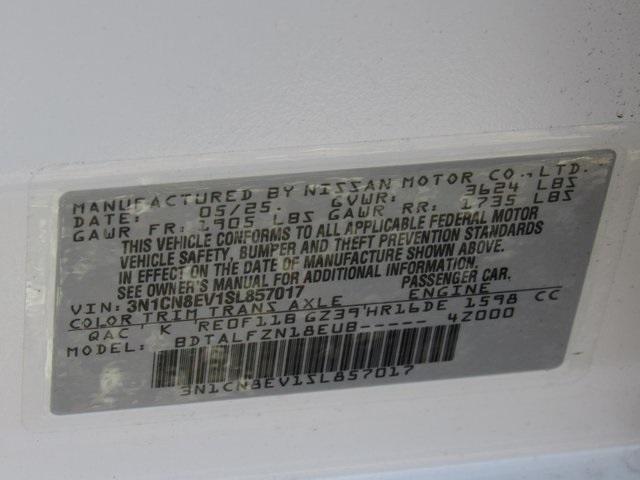 MANUFACTURED BY NISSAN MOTOR CO., LTD.
DATE: 05/25. GVWR: 3624 LBS
GAWR FR: 1905 LBS GAWR RR: 1735 LBS
THIS VEHICLE CONFORMS TO ALL APPLICABLE FEDERAL MOTOR
VEHICLE SAFETY, BUMPER AND THEFT PREVENTION STANDARDS
IN EFFECT ON THE DATE OF MANUFACTURE SHOWN ABOVE.
SEE OWNER'S MANUAL FOR ADDITIONAL INFORMATION.
VIN: 3N1CN8EV1SL857017 PASSENGER CAR.
COLOR TRIM TRANS AXLE ENGINE
QAC K RE0F11B GZ39 HR16DE 1598 CC
MODEL: BDTALFZN18EUB----- 4Z000
3N1CN8EV1SL857017